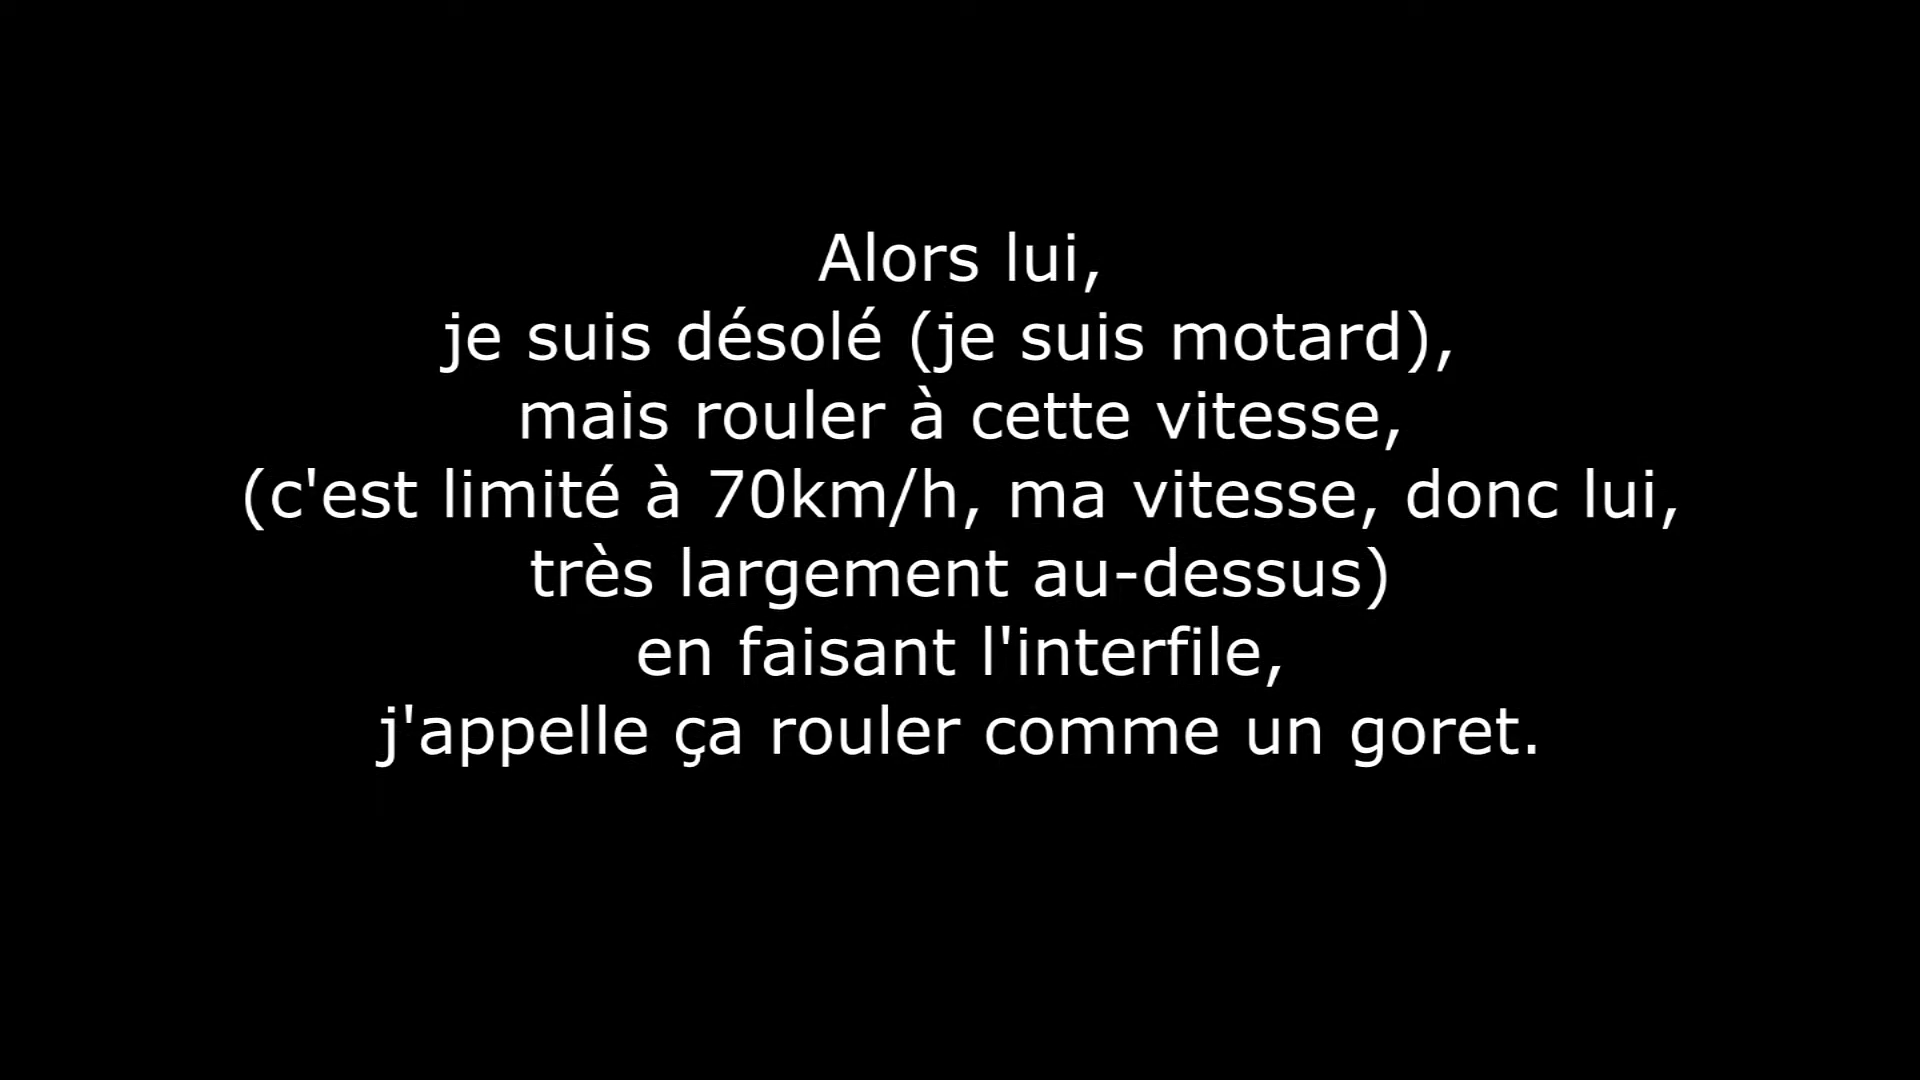 Alors lui,
je suis désolé (je suis motard),
mais rouler à cette vitesse,
(c'est limité à 70km/h, ma vitesse, donc lui,
très largement au-dessus)
en faisant l'interfile,
j'appelle ça rouler comme un goret.